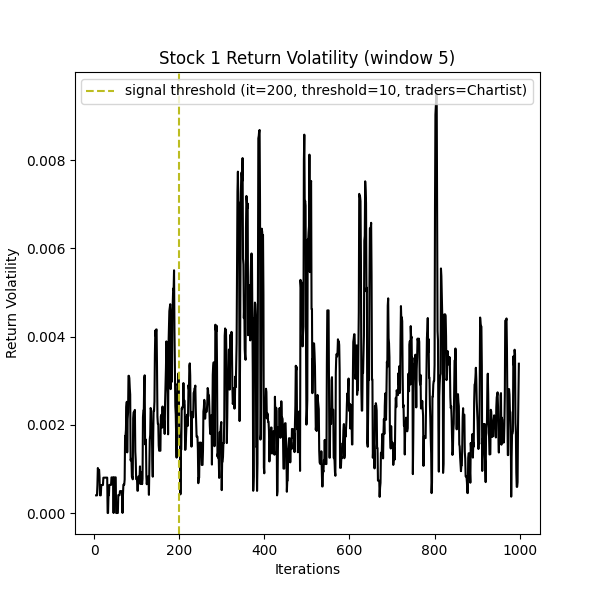 Stock 1 Return Volatility (window 5)
signal threshold (it=200, threshold=10, traders=Chartist)
0.008
0.006
0.004
0.002
0.000
Return Volatility
0
200
400
600
800
1000
Iterations